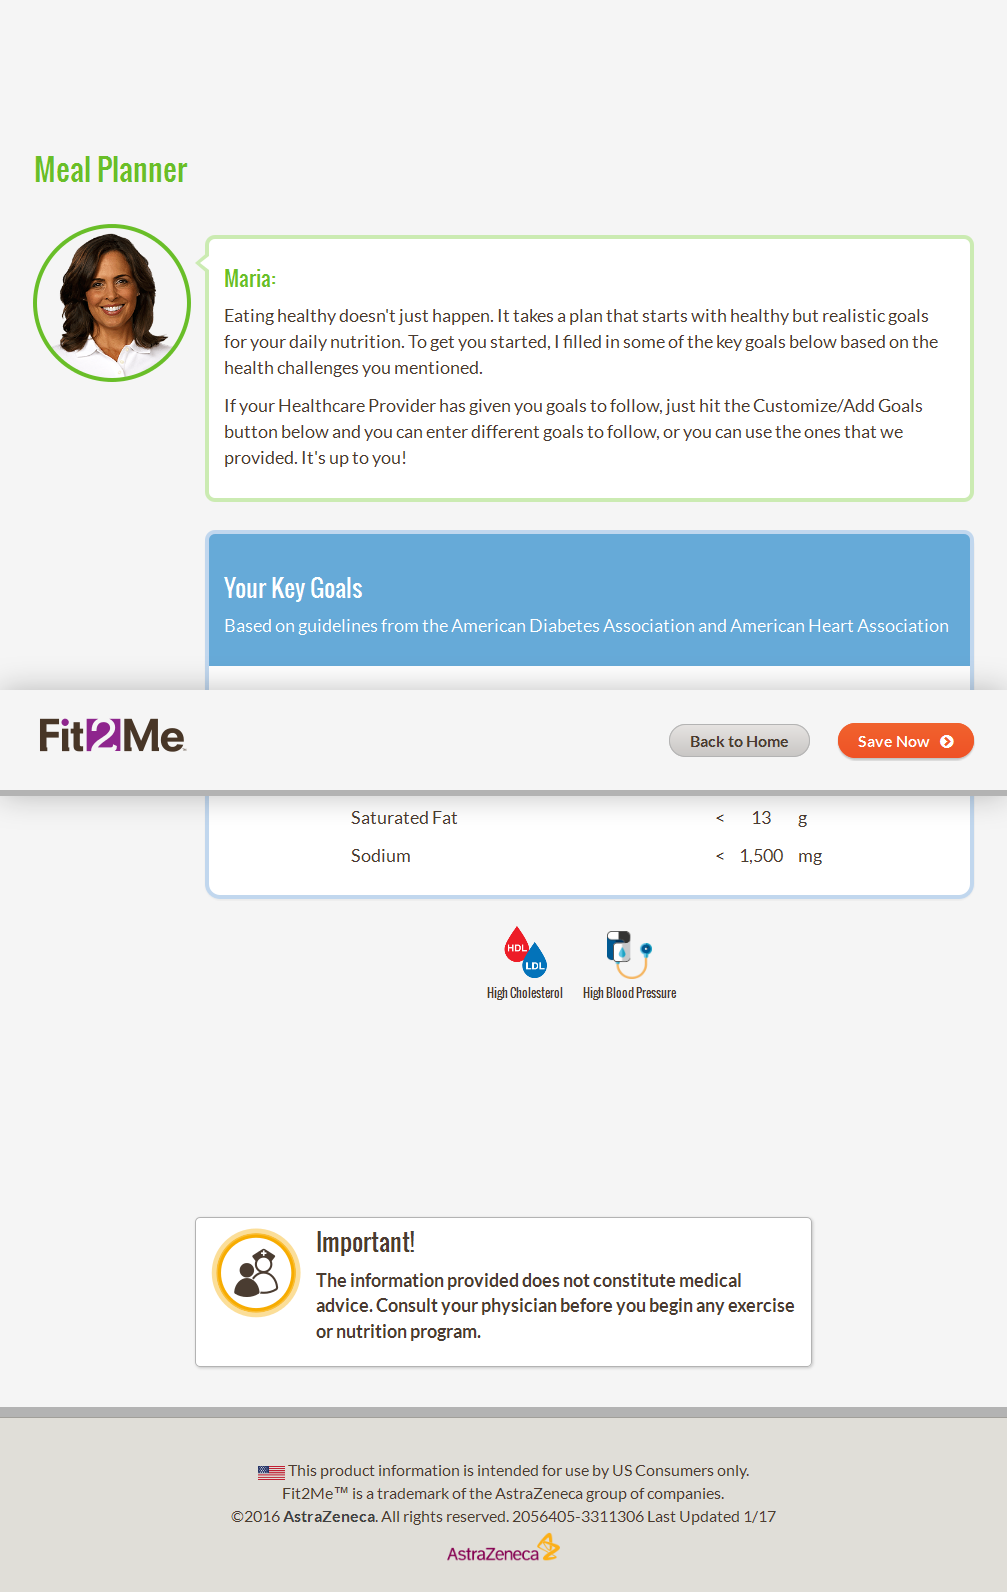 Meal Planner
Maria:
Eating healthy doesn't just happen. It takes a plan that starts with healthy but realistic goals
for your daily nutrition. To get you started, I filled in some of the key goals below based on the
health challenges you mentioned.
If your Healthcare Provider has given you goals to follow, just hit the Customize/Add Goals
button below and you can enter different goals to follow, or you can use the ones that we
provided. It's up to you!
Your Key Goals
Based on guidelines from the American Diabetes Association and American Heart Association
Fit2Me™
Back to Home
Save Now
Saturated Fat < 13 g
Sodium < 1,500 mg
HDL
LDL
High Cholesterol
High Blood Pressure
Important!
The information provided does not constitute medical
advice. Consult your physician before you begin any exercise
or nutrition program.
This product information is intended for use by US Consumers only.
Fit2Me™ is a trademark of the AstraZeneca group of companies.
©2016 AstraZeneca. All rights reserved. 2056405-3311306 Last Updated 1/17
AstraZeneca